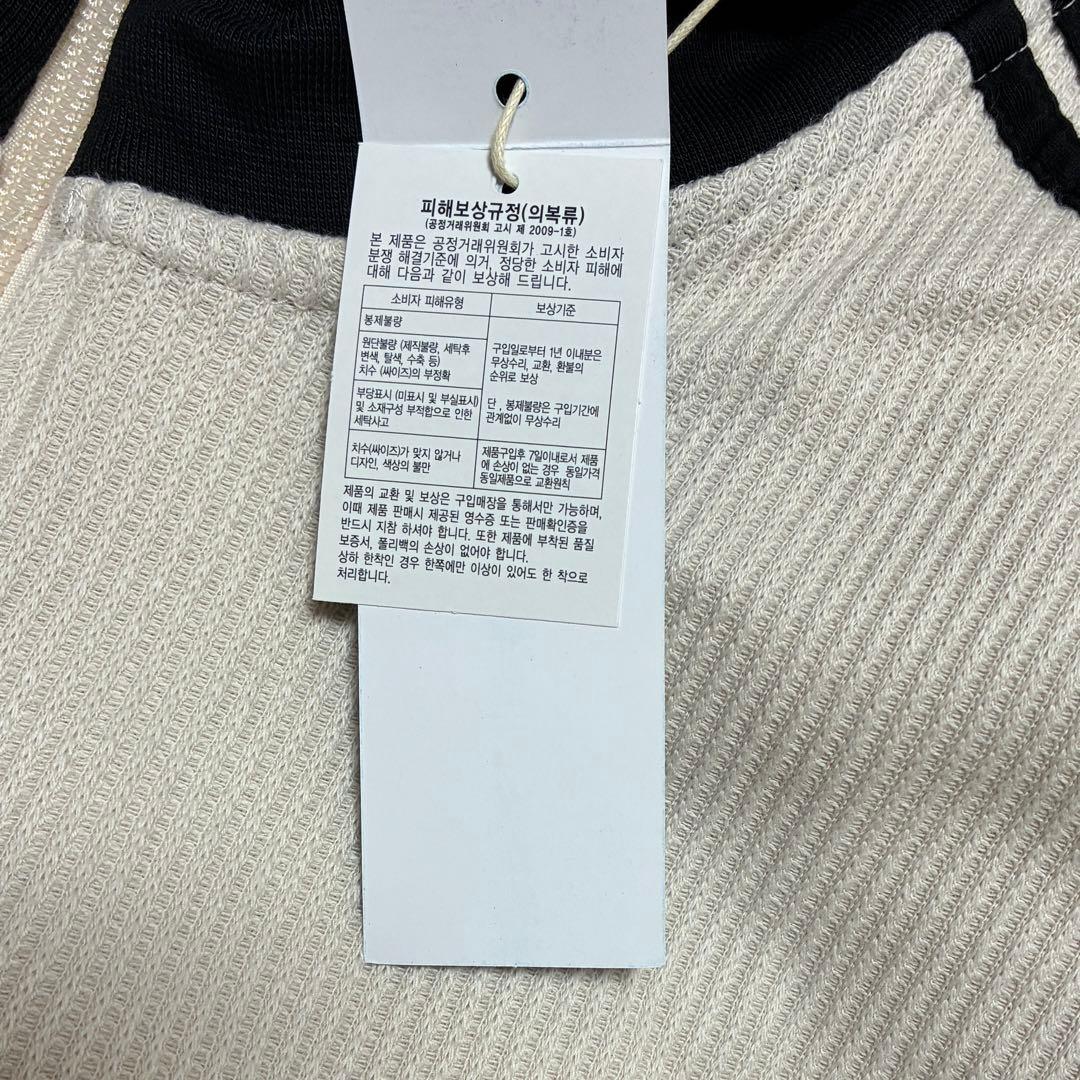 피해보상규정(의복류)
(공정거래위원회 고시 제 2009-1호)
본 제품은 공정거래위원회가 고시한 소비자
분쟁 해결기준에 의거, 정당한 소비자 피해에
대해 다음과 같이 보상해 드립니다.
소비자 피해유형
보상기준
봉제불량
원단불량 (제직불량, 세탁후
변색, 탈색, 수축 등)
치수 (싸이즈)의 부정확
부당표시 (미표시 및 부실표시)
및 소재구성 부적합으로 인한
세탁사고
구입일로부터 1년 이내분은
무상수리, 교환, 환불의
순위로 보상
단, 봉제불량은 구입기간에
관계없이 무상수리
치수(싸이즈)가 맞지 않거나
디자인, 색상의 불만
제품구입후 7일이내로서 제품
에 손상이 없는 경우 동일가격
동일제품으로 교환원칙
제품의 교환 및 보상은 구입매장을 통해서만 가능하며,
이때 제품 판매시 제공된 영수증 또는 판매확인증을
반드시 지참 하셔야 합니다. 또한 제품에 부착된 품질
보증서, 폴리백의 손상이 없어야 합니다.
상하 한착인 경우 한쪽에만 이상이 있어도 한 착으로
처리합니다.